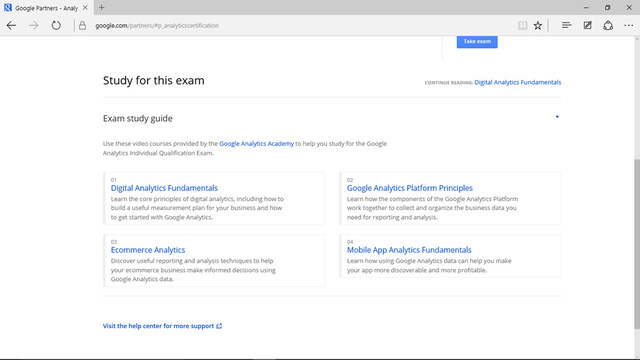 Google Partners - Analy
google.com/partners/#p_analyticscertification
Take exam
Study for this exam
CONTINUE READING: Digital Analytics Fundamentals
Exam study guide
Use these video courses provided by the Google Analytics Academy to help you study for the Google
Analytics Individual Qualification Exam.
01
Digital Analytics Fundamentals
Learn the core principles of digital analytics, including how to
build a useful measurement plan for your business and how
to get started with Google Analytics.
02
Google Analytics Platform Principles
Learn how the components of the Google Analytics Platform
work together to collect and organize the business data you
need for reporting and analysis.
03
Ecommerce Analytics
Discover useful reporting and analysis techniques to help
your ecommerce business make informed decisions using
Google Analytics data.
04
Mobile App Analytics Fundamentals
Learn how using Google Analytics data can help you make
your app more discoverable and more profitable.
Visit the help center for more support